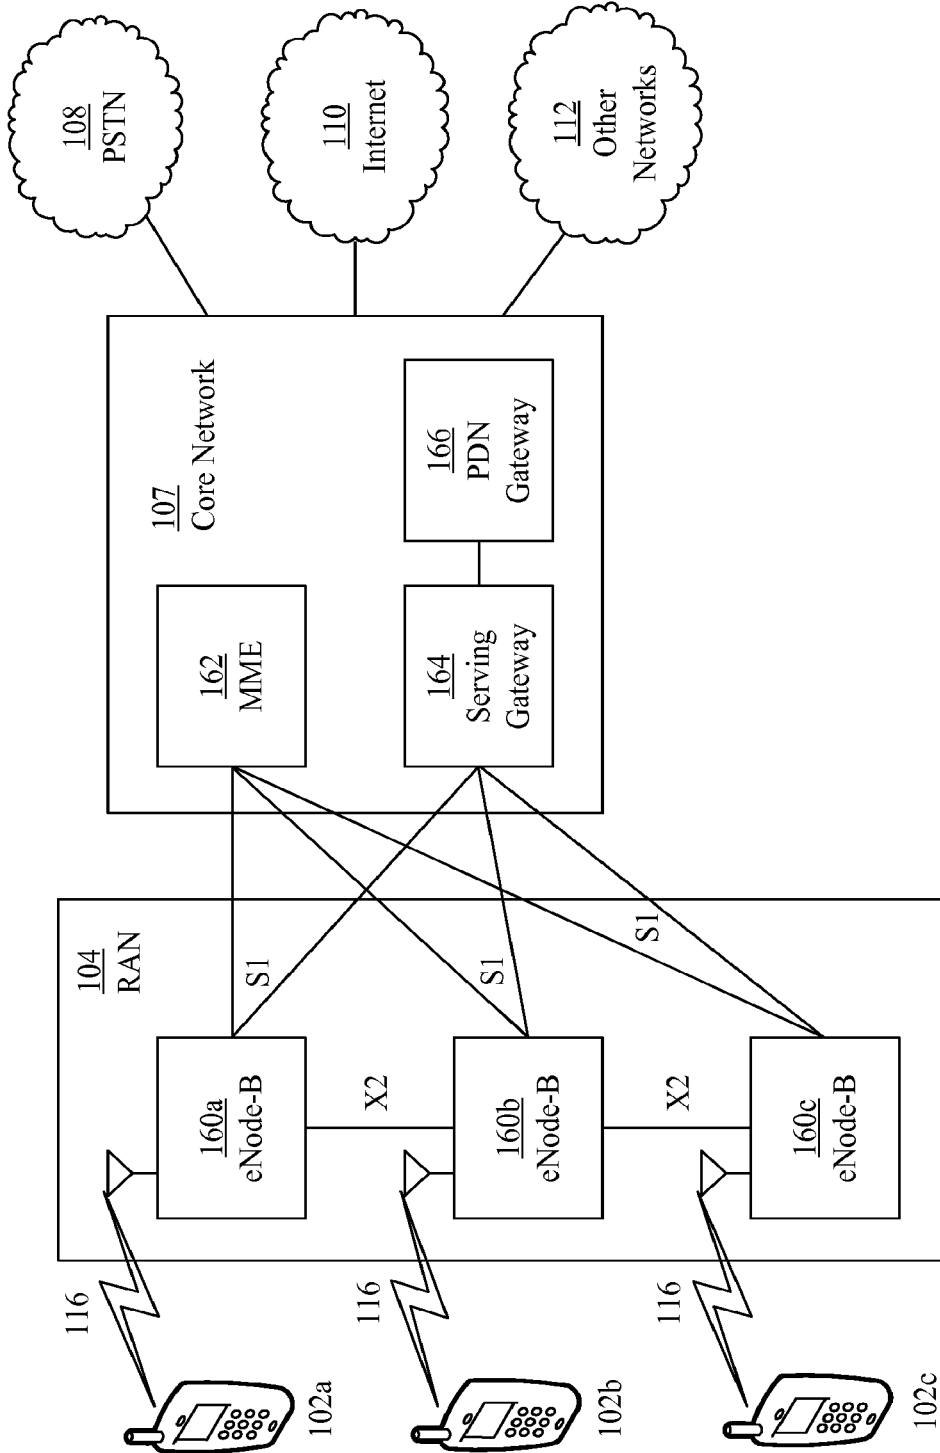 102a
116
160a
eNode-B
104
RAN
S1
X2
102b
116
160b
eNode-B
S1
X2
102c
116
160c
eNode-B
S1
107
Core Network
162
MME
164
Serving
Gateway
166
PDN
Gateway
108
PSTN
110
Internet
112
Other
Networks